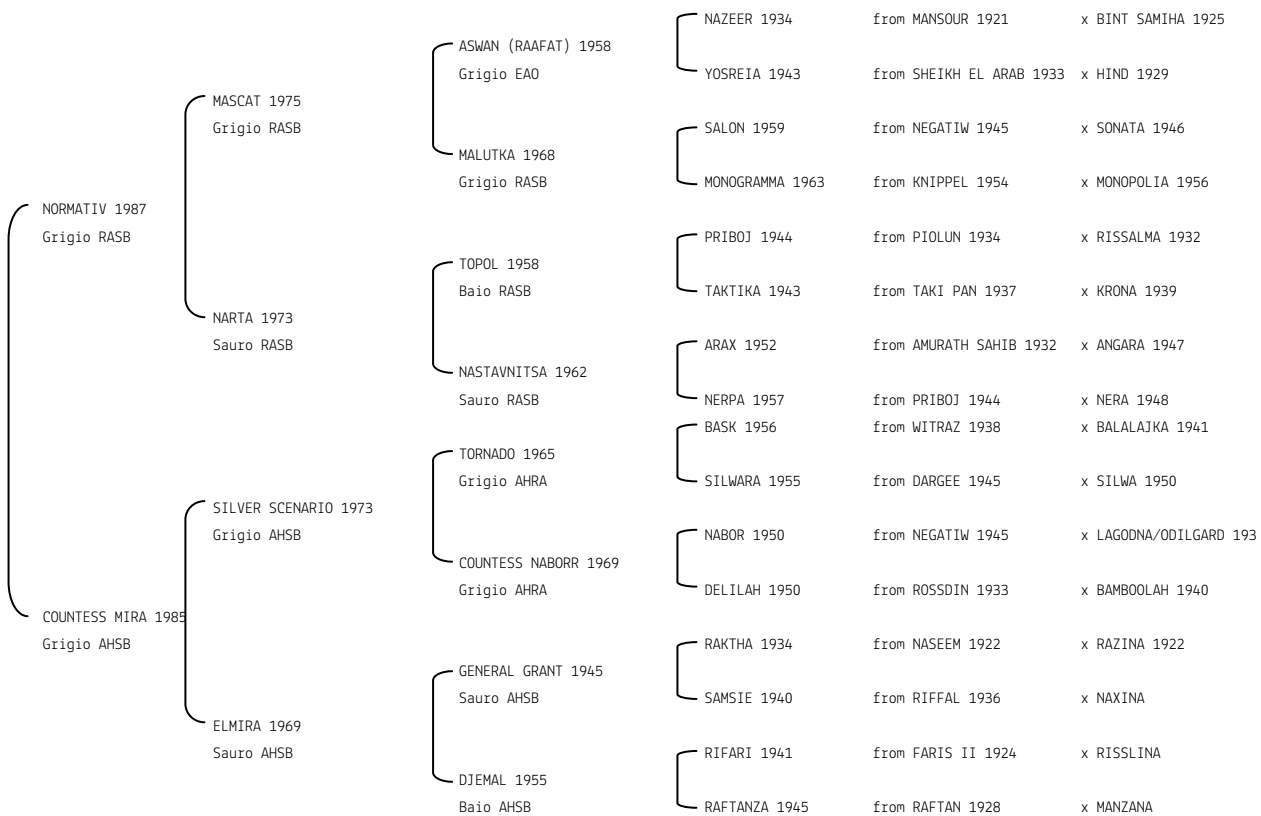 NAZEER 1934 from MANSOUR 1921 x BINT SAMIHA 1925
ASWAN (RAAFAT) 1958
Grigio EAO YOSREIA 1943 from SHEIKH EL ARAB 1933 x HIND 1929
MASCAT 1975
Grigio RASB SALON 1959 from NEGATIW 1945 x SONATA 1946
MALUTKA 1968
Grigio RASB MONOGRAMMA 1963 from KNIPPEL 1954 x MONOPOLIA 1956
NORMATIV 1987
Grigio RASB PRIBOJ 1944 from PIOLUN 1934 x RISSALMA 1932
TOPOL 1958
Baio RASB TAKTIKA 1943 from TAKI PAN 1937 x KRONA 1939
NARTA 1973
Sauro RASB ARAX 1952 from AMURATH SAHIB 1932 x ANGARA 1947
NASTAVNITSA 1962
Sauro RASB NERPA 1957 from PRIBOJ 1944 x NERA 1948
BASK 1956 from WITRAZ 1938 x BALALAJKA 1941
TORNADO 1965
Grigio AHRA SILWARA 1955 from DARGEE 1945 x SILWA 1950
SILVER SCENARIO 1973
Grigio AHSB NABOR 1950 from NEGATIW 1945 x LAGODNA/ODILGARD 193
COUNTESS NABORR 1969
Grigio AHRA DELILAH 1950 from ROSSDIN 1933 x BAMBOOLAH 1940
COUNTESS MIRA 1985
Grigio AHSB RAKTHA 1934 from NASEEM 1922 x RAZINA 1922
GENERAL GRANT 1945
Sauro AHSB SAMSIE 1940 from RIFFAL 1936 x NAXINA
ELMIRA 1969
Sauro AHSB RIFARI 1941 from FARIS II 1924 x RISSLINA
DJEMAL 1955
Baio AHSB RAFTANZA 1945 from RAFTAN 1928 x MANZANA